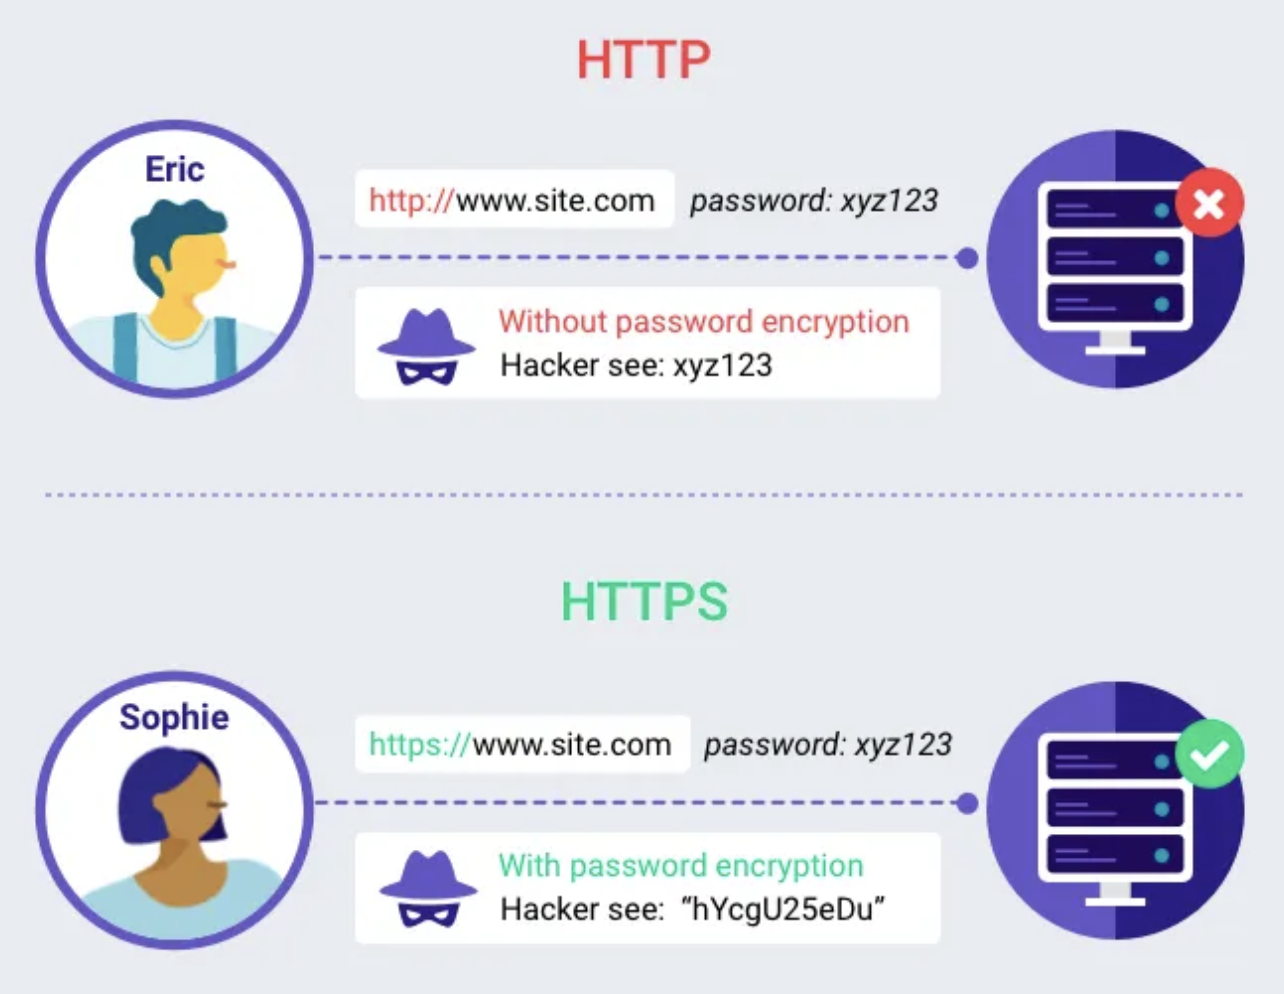 HTTP
Eric
http://www.site.com password: xyz123
Without password encryption
Hacker see: xyz123
HTTPS
Sophie
https://www.site.com password: xyz123
With password encryption
Hacker see: “hYcgU25eDu”